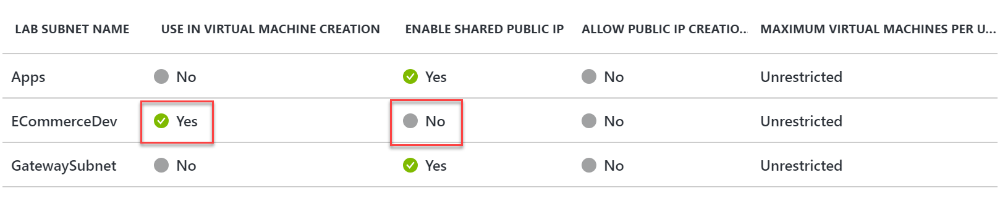 LAB SUBNET NAME USE IN VIRTUAL MACHINE CREATION ENABLE SHARED PUBLIC IP ALLOW PUBLIC IP CREATIO... MAXIMUM VIRTUAL MACHINES PER U...
Apps No Yes No Unrestricted
ECommerceDev Yes No No Unrestricted
GatewaySubnet No Yes No Unrestricted